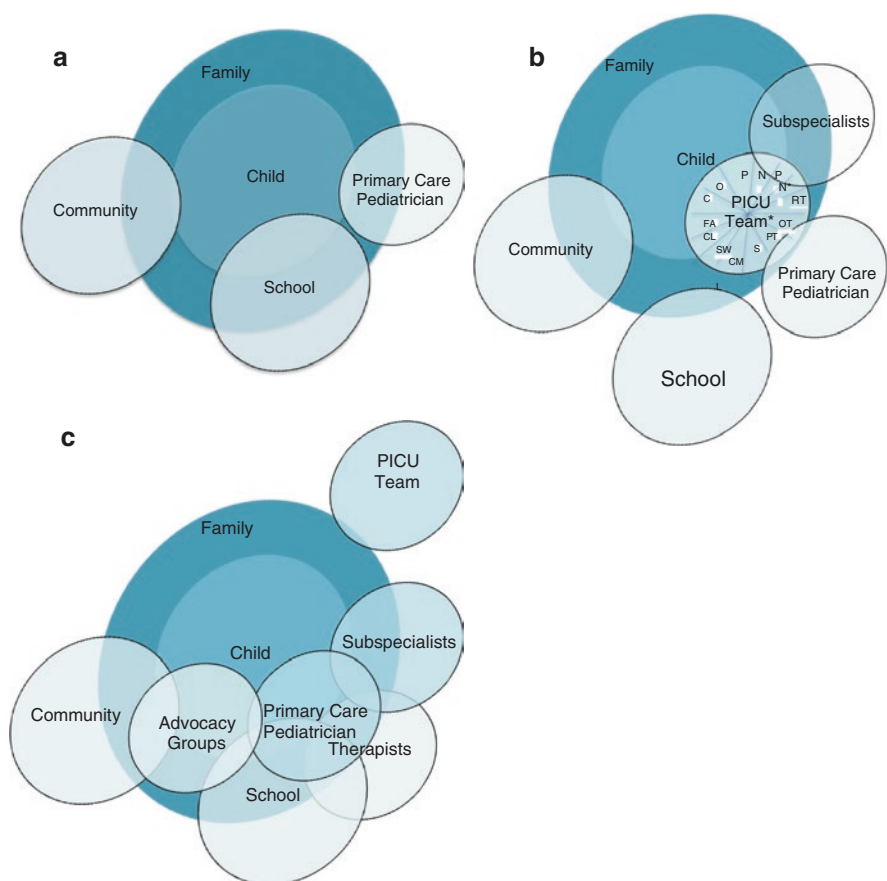 a
Family
Child
Community
Primary Care
Pediatrician
School
b
Family
Subspecialists
Child
P N P
O
N*
C
PICU
RT
Team*
FA
OT
CL
PT
SW
S
CM
Community
Primary Care
Pediatrician
L
School
c
PICU
Team
Family
Subspecialists
Child
Community
Advocacy
Groups
Primary Care
Pediatrician
Therapists
School